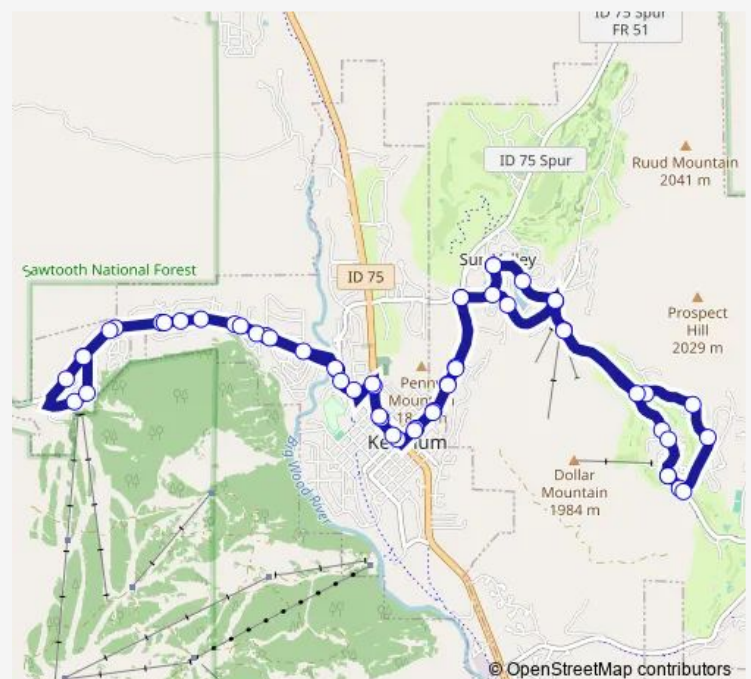 ID 75 Spur
FR 51
ID 75 Spur
Ruud Mountain
2041 m
Sun Valley
Sawtooth National Forest
ID 75
Prospect
Hill
2029 m
Penny
Mountain
18
Ketchum
Big Wood River
Dollar
Mountain
1984 m
© OpenStreetMap contributors